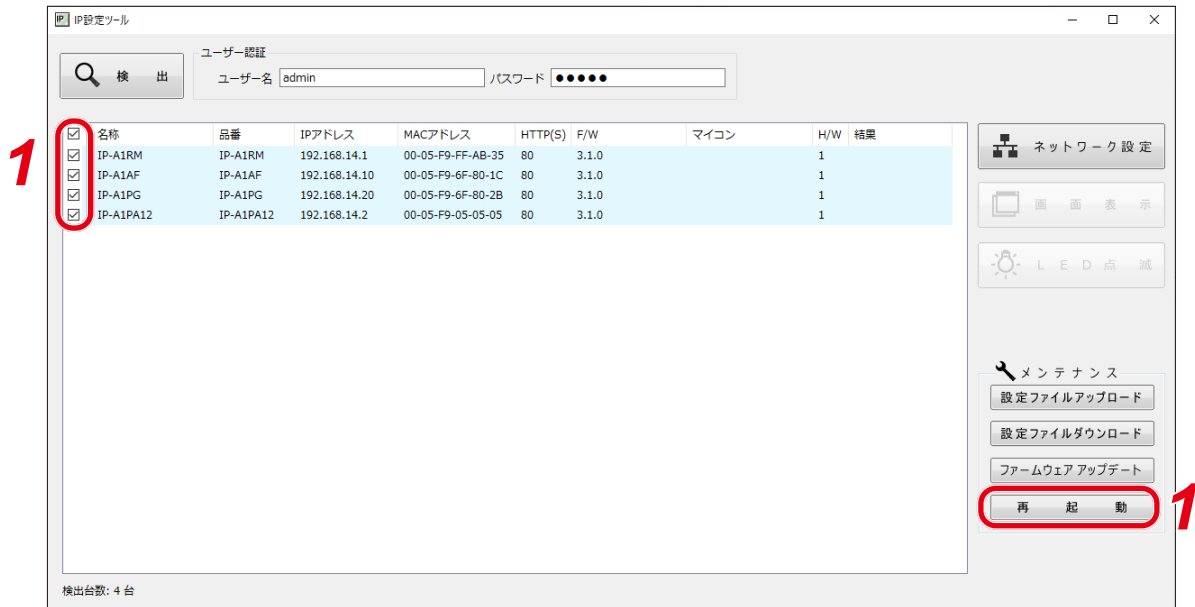 IP IP設定ツール
検 出
ユーザー認証
ユーザー名 admin パスワード ●●●●●
名称 品番 IPアドレス MACアドレス HTTP(S) F/W マイコン H/W 結果
IP-A1RM IP-A1RM 192.168.14.1 00-05-F9-FF-AB-35 80 3.1.0 1
IP-A1AF IP-A1AF 192.168.14.10 00-05-F9-6F-80-1C 80 3.1.0 1
IP-A1PG IP-A1PG 192.168.14.20 00-05-F9-6F-80-2B 80 3.1.0 1
IP-A1PA12 IP-A1PA12 192.168.14.2 00-05-F9-05-05-05 80 3.1.0 1
1
ネットワーク設定
画面表示
LED点滅
メンテナンス
設定ファイルアップロード
設定ファイルダウンロード
ファームウェア アップデート
再起動
1
検出台数: 4 台